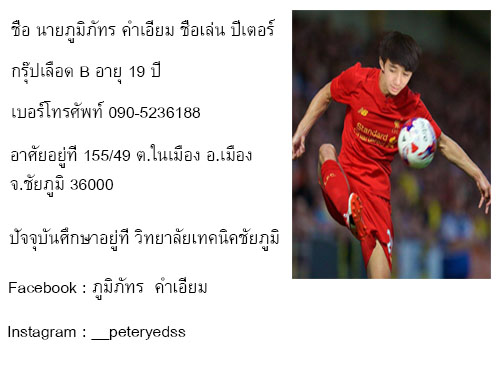 ชื่อ นายภูมิภัทร คำเอี่ยม ชื่อเล่น ปีเตอร์
กรุ๊ปเลือด B อายุ 19 ปี
เบอร์โทรศัพท์ 090-5236188
อาศัยอยู่ที่ 155/49 ต.ในเมือง อ.เมือง
จ.ชัยภูมิ 36000
ปัจจุบันศึกษาอยู่ที่ วิทยาลัยเทคนิคชัยภูมิ
Facebook : ภูมิภัทร คำเอี่ยม
Instagram : __peteryedss
Standard